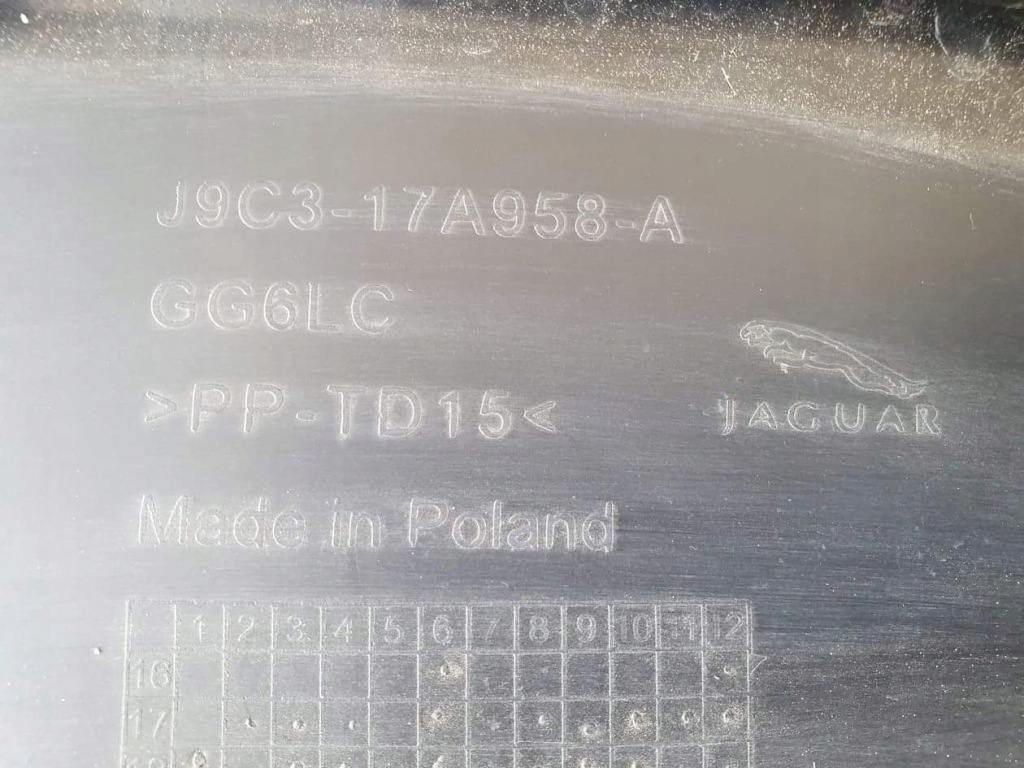 J9C3-17A958-A
GG6LC
>PP-TD15<
JAGUAR
Made in Poland
1 2 3 4 5 6 7 8 9 10 11 12
16
17
18